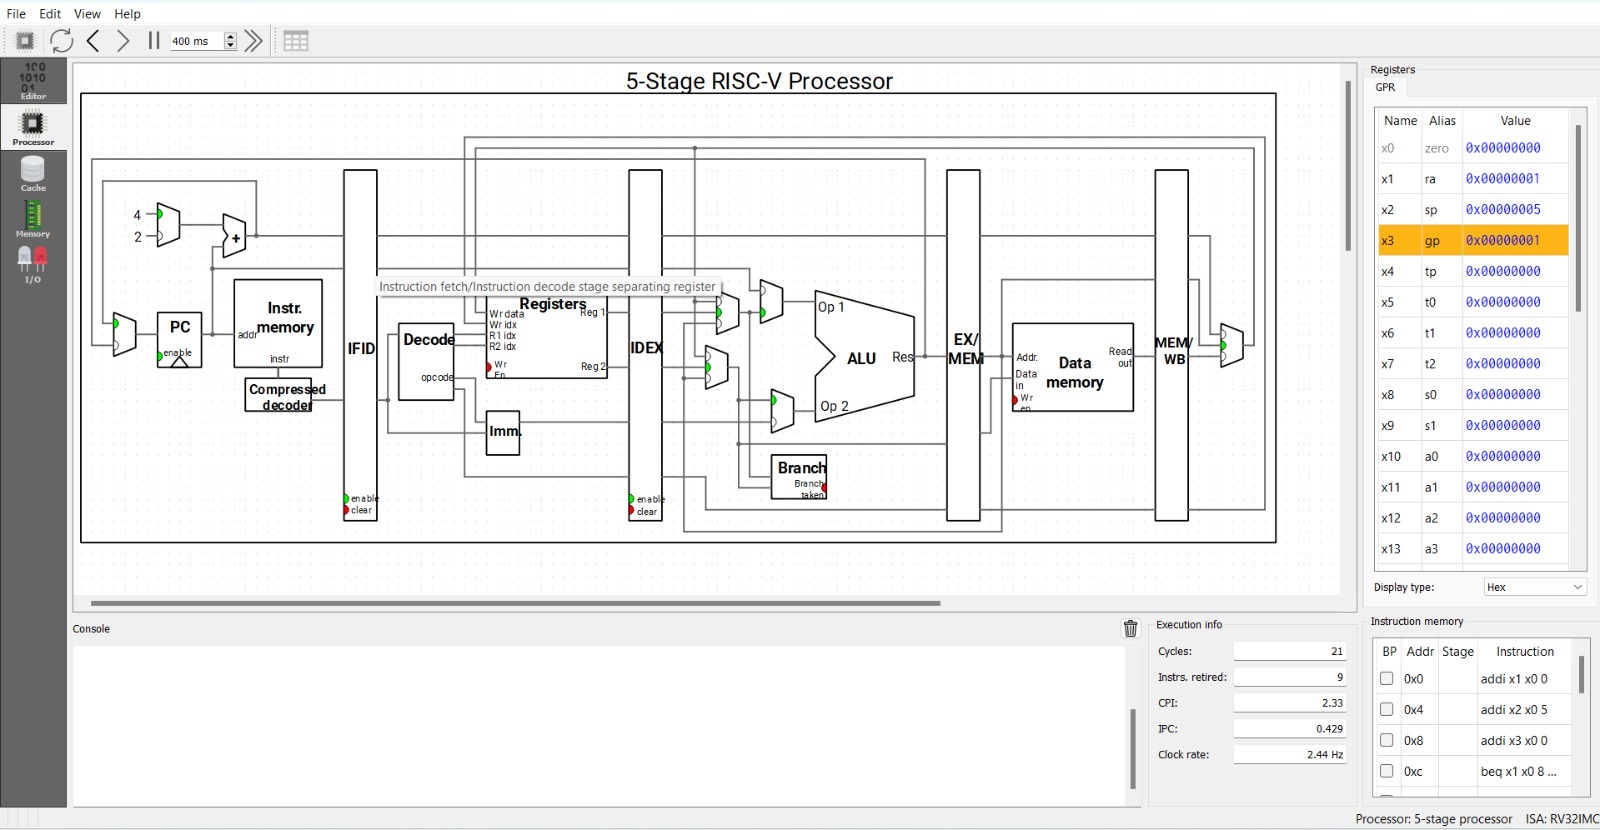 File Edit View Help
400 ms
100
1010
01
Editor
Processor
Cache
Memory
I/O
5-Stage RISC-V Processor
4
2
+
PC
enable
Instr.
memory
addr
instr
Compressed
decoder
IFID
enable
clear
Instruction fetch/Instruction decode stage separating register
Decode
opcode
Registers
Wr data
Wr idx
R1 idx
R2 idx
Wr
En
Reg 1
Reg 2
Imm.
IDEX
enable
clear
Op 1
ALU
Res
Op 2
Branch
Branch
taken
EX/
MEM
Addr.
Data
in
Wr
en
Data
memory
Read
out
MEM/
WB
Registers
GPR
Name Alias Value
x0 zero 0x00000000
x1 ra 0x00000001
x2 sp 0x00000005
x3 gp 0x00000001
x4 tp 0x00000000
x5 t0 0x00000000
x6 t1 0x00000000
x7 t2 0x00000000
x8 s0 0x00000000
x9 s1 0x00000000
x10 a0 0x00000000
x11 a1 0x00000000
x12 a2 0x00000000
x13 a3 0x00000000
Display type: Hex
Console
Execution info
Cycles: 21
Instrs. retired: 9
CPI: 2.33
IPC: 0.429
Clock rate: 2.44 Hz
Instruction memory
BP Addr Stage Instruction
0x0 addi x1 x0 0
0x4 addi x2 x0 5
0x8 addi x3 x0 0
0xc beq x1 x0 8 ...
Processor: 5-stage processor ISA: RV32IMC